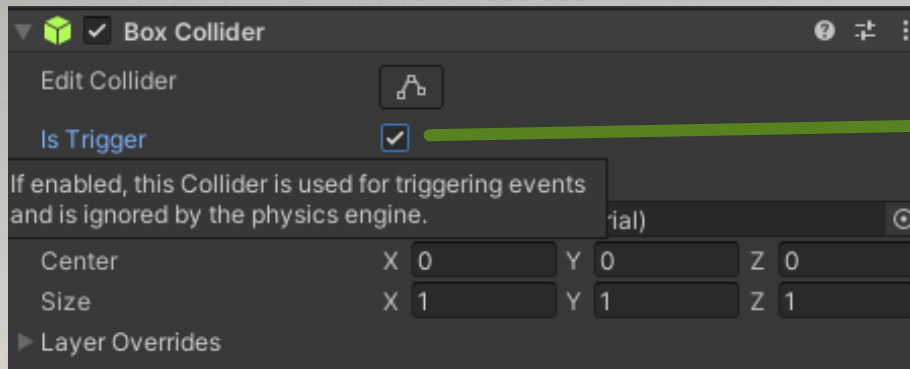 Box Collider
Edit Collider
Is Trigger
If enabled, this Collider is used for triggering events
and is ignored by the physics engine.
rial)
Center X 0 Y 0 Z 0
Size X 1 Y 1 Z 1
Layer Overrides